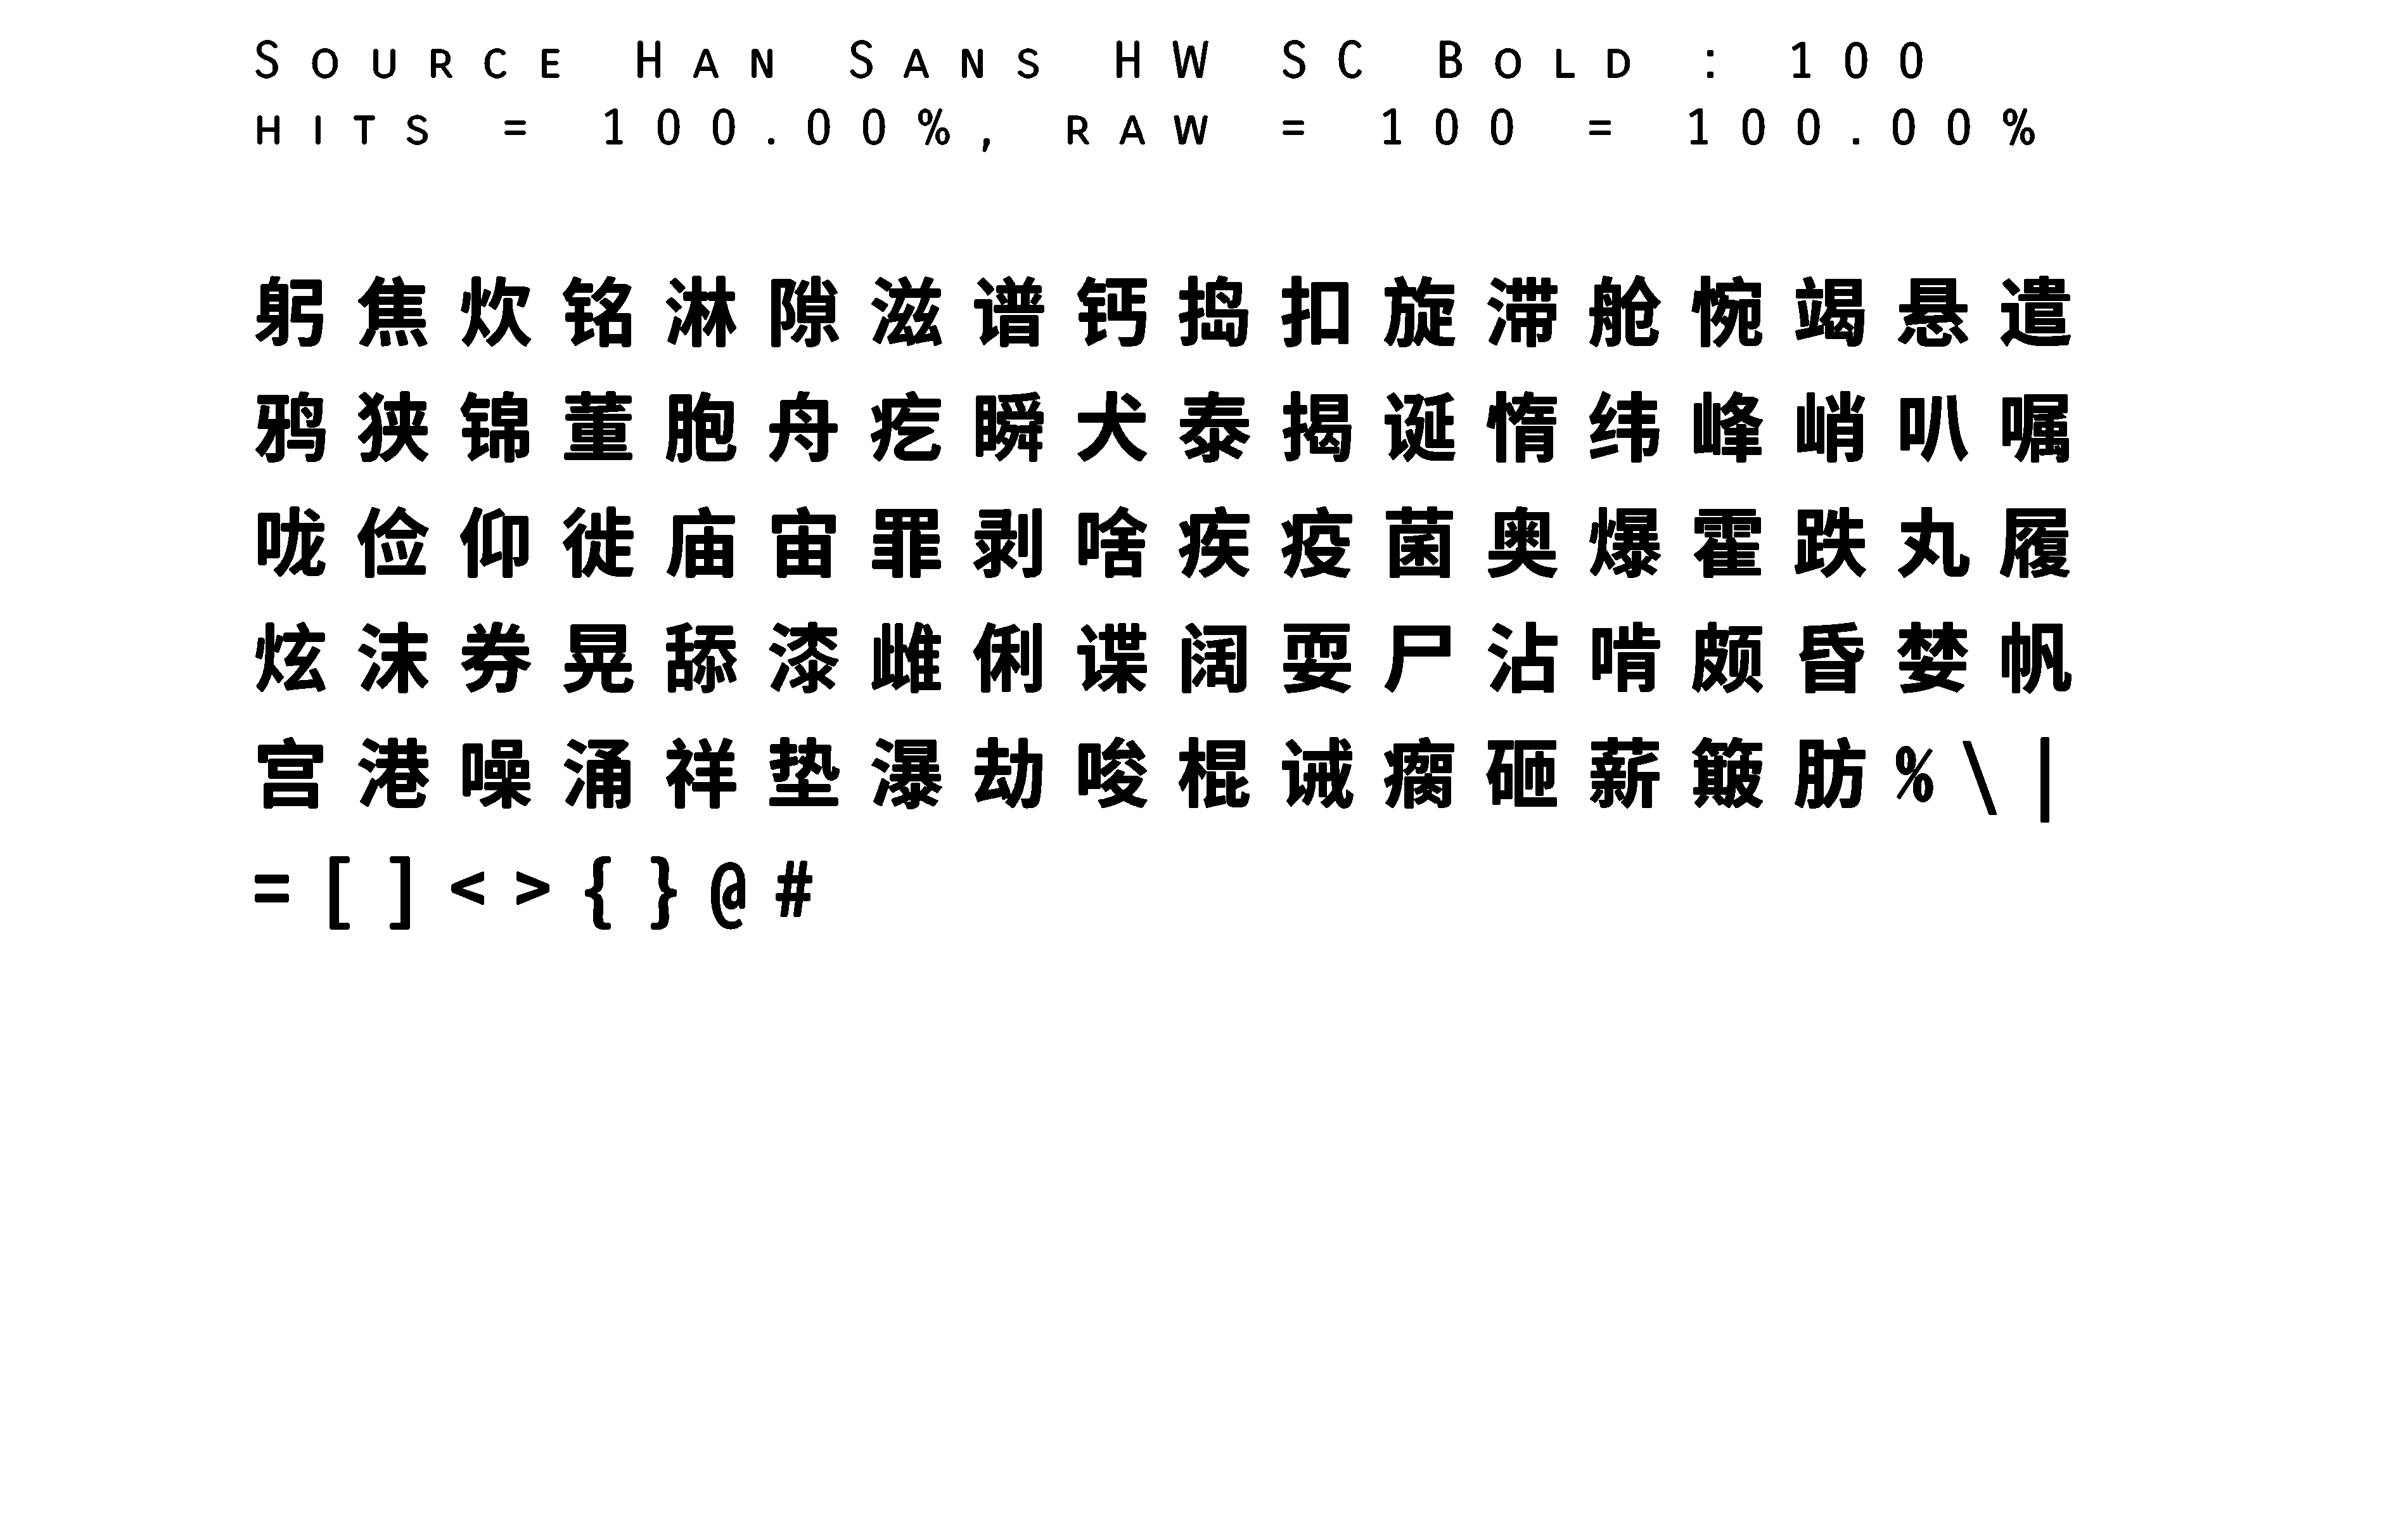 Source Han Sans HW SC Bold : 100
hits = 100.00%, raw = 100 = 100.00%
躬焦炊铭淋隙滋谱钙捣扣旋滞舱惋竭悬遣
鸦狭锦董胞舟疙瞬犬泰揭诞惰纬峰峭叭嘱
咙俭仰徙庙宙罪剥啥疾疫菌奥爆霍跌丸履
炫沫券晃舔漆雌俐谍阔耍尸沾啃颇昏婪帆
宫港噪涌祥垫瀑劫唆棍诫瘸砸薪簸肪%\|
=[]<>{}@#